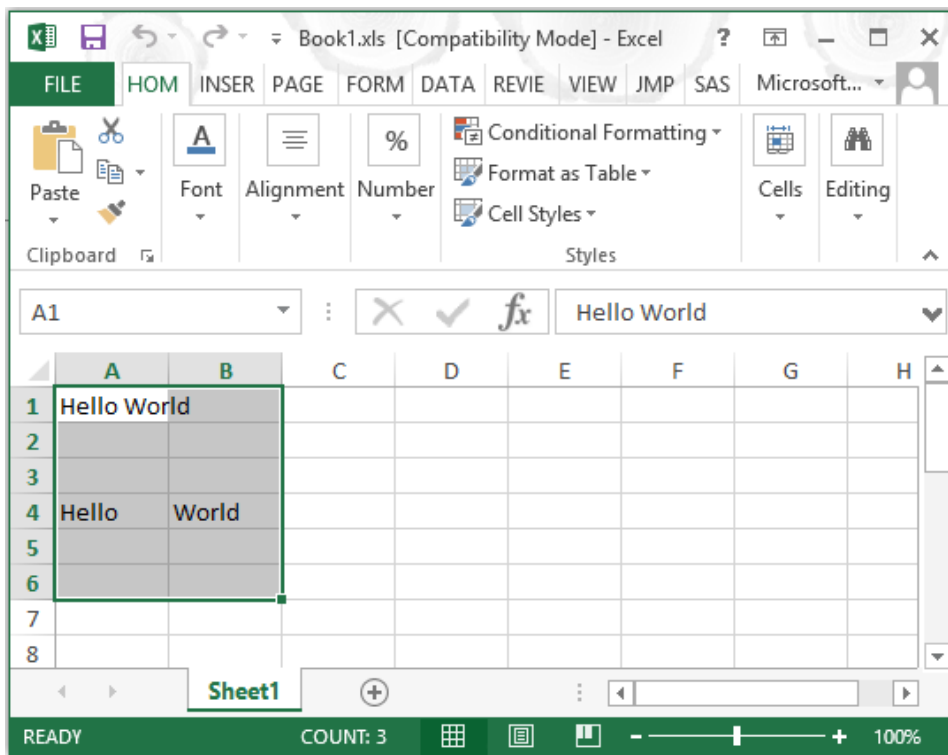 Book1.xls [Compatibility Mode] - Excel ?
FILE HOM INSER PAGE FORM DATA REVIE VIEW JMP SAS Microsoft...
Paste Font Alignment Number Conditional Formatting Format as Table Cell Styles Cells Editing
Clipboard Styles
A1 fx Hello World
A B C D E F G H
1 Hello World
2
3
4 Hello World
5
6
7
8
Sheet1
READY COUNT: 3 100%